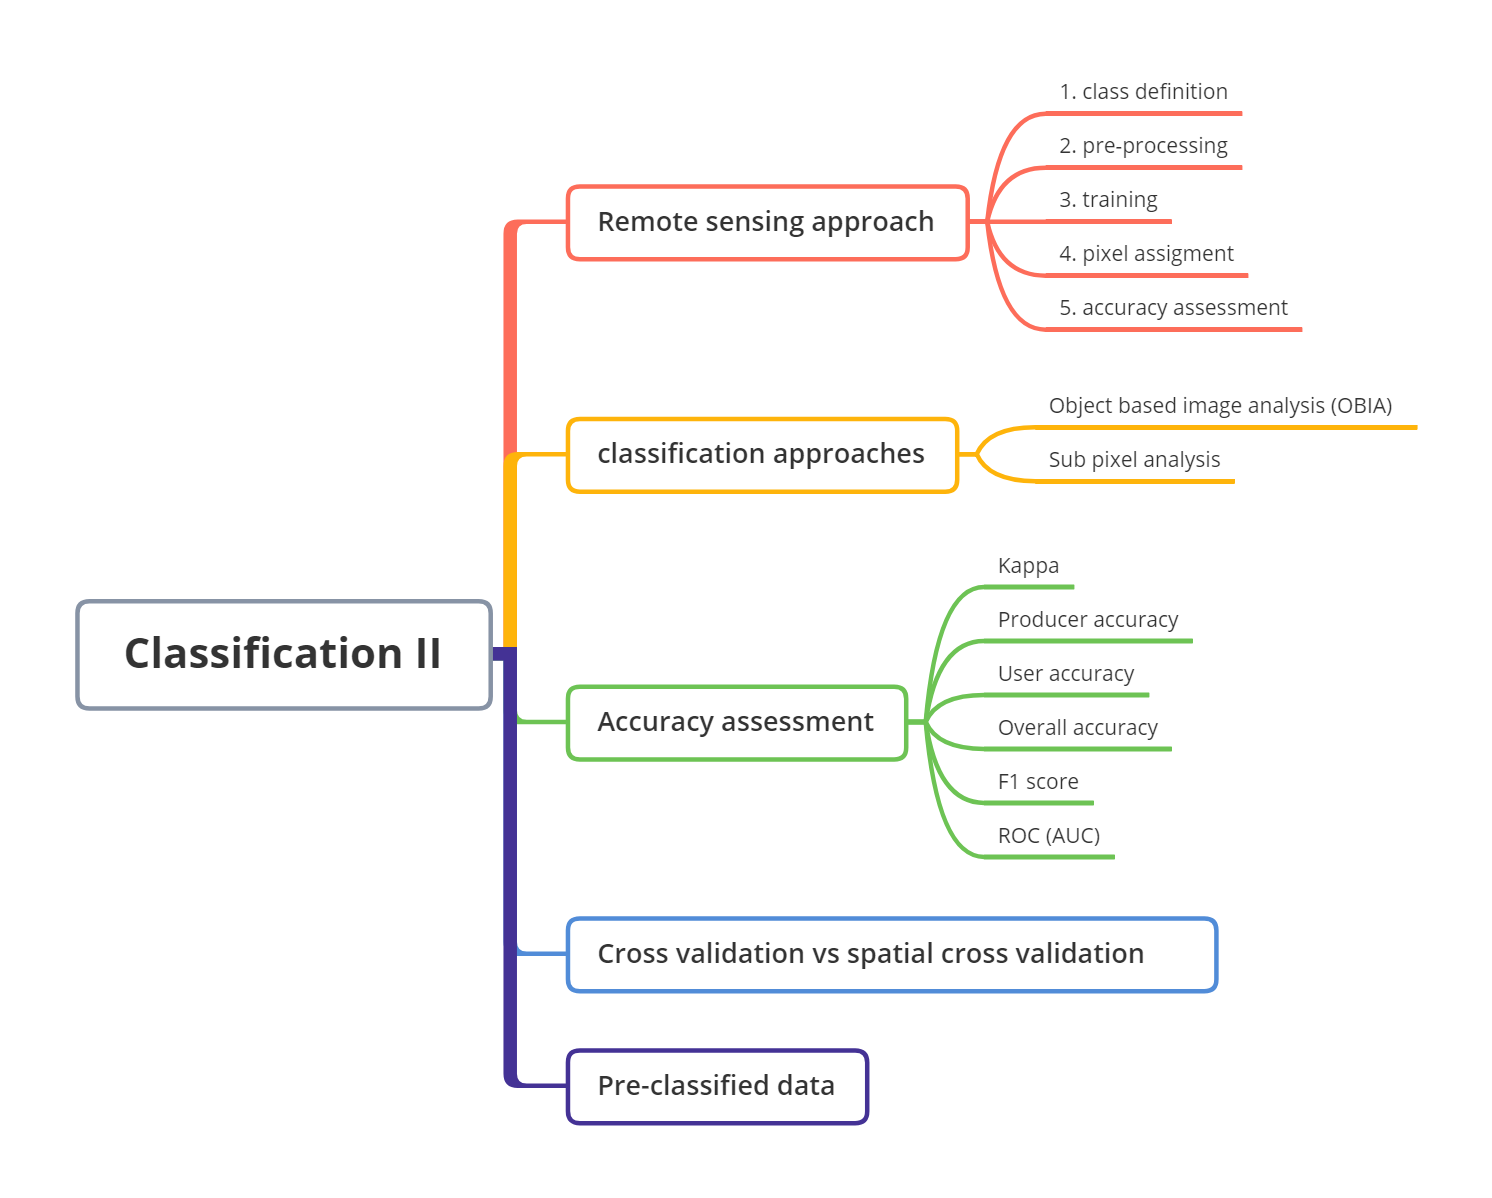 Classification II
Remote sensing approach
1. class definition
2. pre-processing
3. training
4. pixel assigment
5. accuracy assessment
classification approaches
Object based image analysis (OBIA)
Sub pixel analysis
Accuracy assessment
Kappa
Producer accuracy
User accuracy
Overall accuracy
F1 score
ROC (AUC)
Cross validation vs spatial cross validation
Pre-classified data